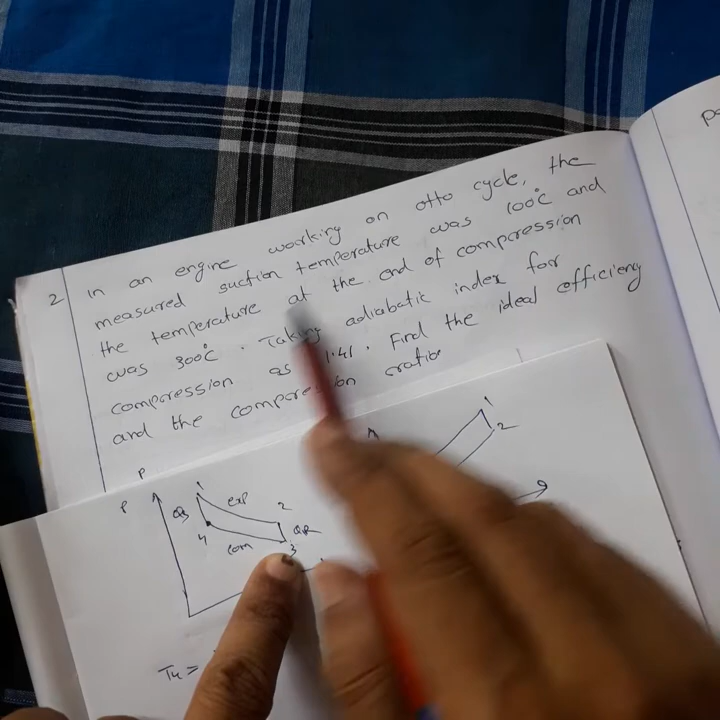 2 In an engine working on otto cycle, the
measured suction temperature was 100°C and
the temperature at the end of compression
was 300°C. Taking adiabatic index for
compression as 1.41. Find the ideal efficiency
and the compression ratio
P
P
1
exp
2
QS
4
com
QR
3
1
2
T4 =